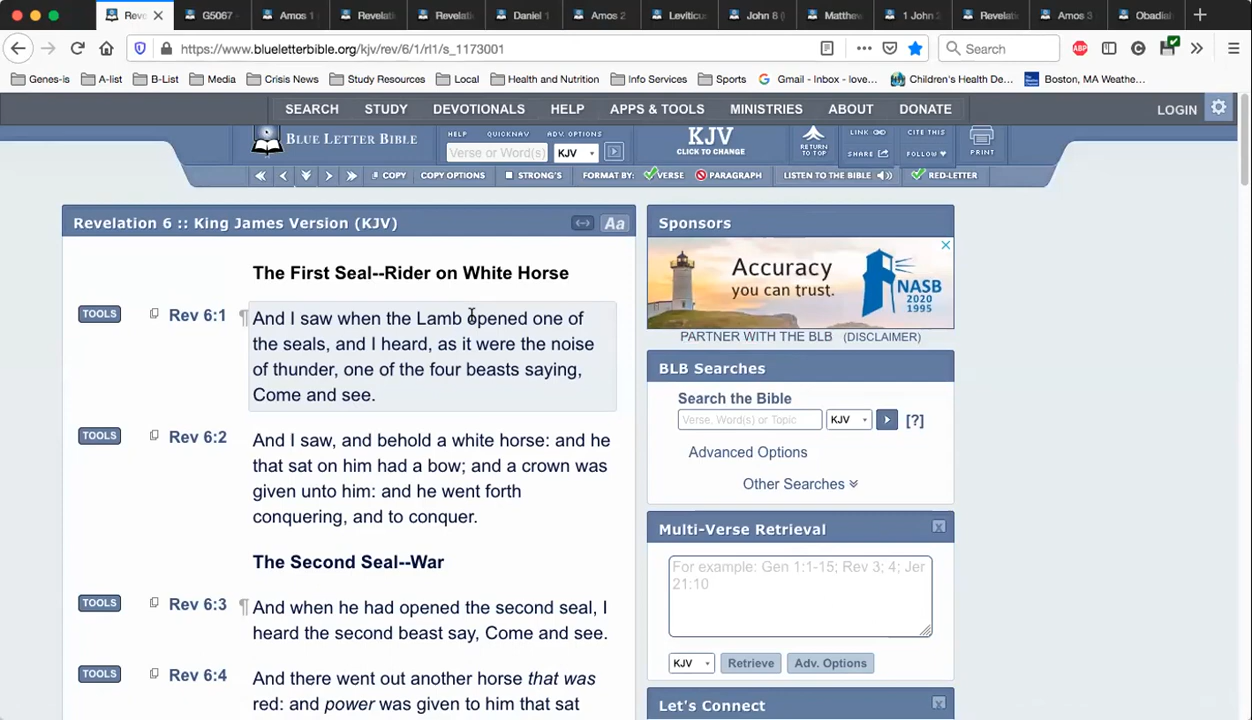 Reve
G5067 -
Amos 1
Revelati
Revelati
Daniel 1
Amos 2
Leviticu
John 8 (
Matthew
1 John 2
Revelati
Amos 3
Obadial
https://www.blueletterbible.org/kjv/rev/6/1/rl1/s_1173001
Search
ABP
Genes-is
A-list
B-List
Media
Crisis News
Study Resources
Local
Health and Nutrition
Info Services
Sports
Gmail - Inbox - love...
Children's Health De...
Boston, MA Weathe...
SEARCH STUDY DEVOTIONALS HELP APPS & TOOLS MINISTRIES ABOUT DONATE
LOGIN
BLUE LETTER BIBLE
HELP QUICKNAV ADV. OPTIONS
Verse or Word(s)
KJV
KJV
CLICK TO CHANGE
RETURN
TO TOP
LINK
SHARE
CITE THIS
FOLLOW
PRINT
COPY COPY OPTIONS STRONG'S FORMAT BY: VERSE PARAGRAPH LISTEN TO THE BIBLE RED-LETTER
Revelation 6 :: King James Version (KJV)
Aa
The First Seal--Rider on White Horse
TOOLS
Rev 6:1
¶ And I saw when the Lamb opened one of
the seals, and I heard, as it were the noise
of thunder, one of the four beasts saying,
Come and see.
TOOLS
Rev 6:2
And I saw, and behold a white horse: and he
that sat on him had a bow; and a crown was
given unto him: and he went forth
conquering, and to conquer.
The Second Seal--War
TOOLS
Rev 6:3
¶ And when he had opened the second seal, I
heard the second beast say, Come and see.
TOOLS
Rev 6:4
And there went out another horse that was
red: and power was given to him that sat
Sponsors
Accuracy
you can trust.
NASB
2020
1995
PARTNER WITH THE BLB (DISCLAIMER)
BLB Searches
Search the Bible
Verse, Word(s) or Topic
KJV
[?]
Advanced Options
Other Searches
Multi-Verse Retrieval
x
For example: Gen 1:1-15; Rev 3; 4; Jer
21:10
KJV
Retrieve
Adv. Options
Let's Connect
x